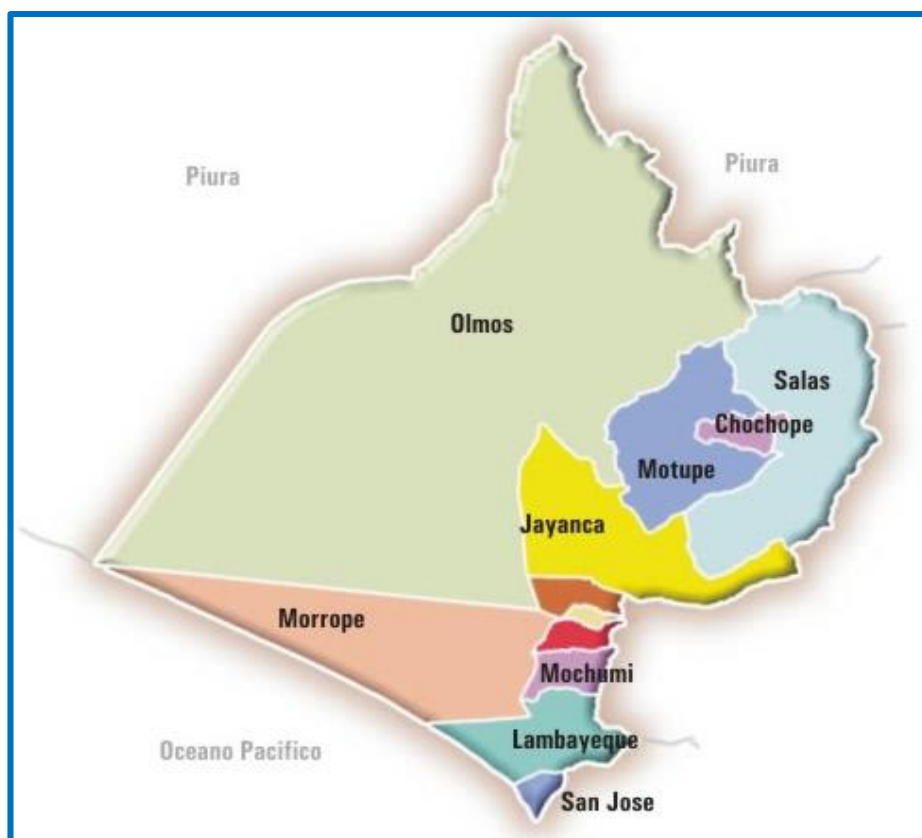 Piura
Piura
Olmos
Salas
Chochope
Motupe
Jayanca
Morrope
Mochumi
Lambayeque
Oceano Pacifico
San Jose